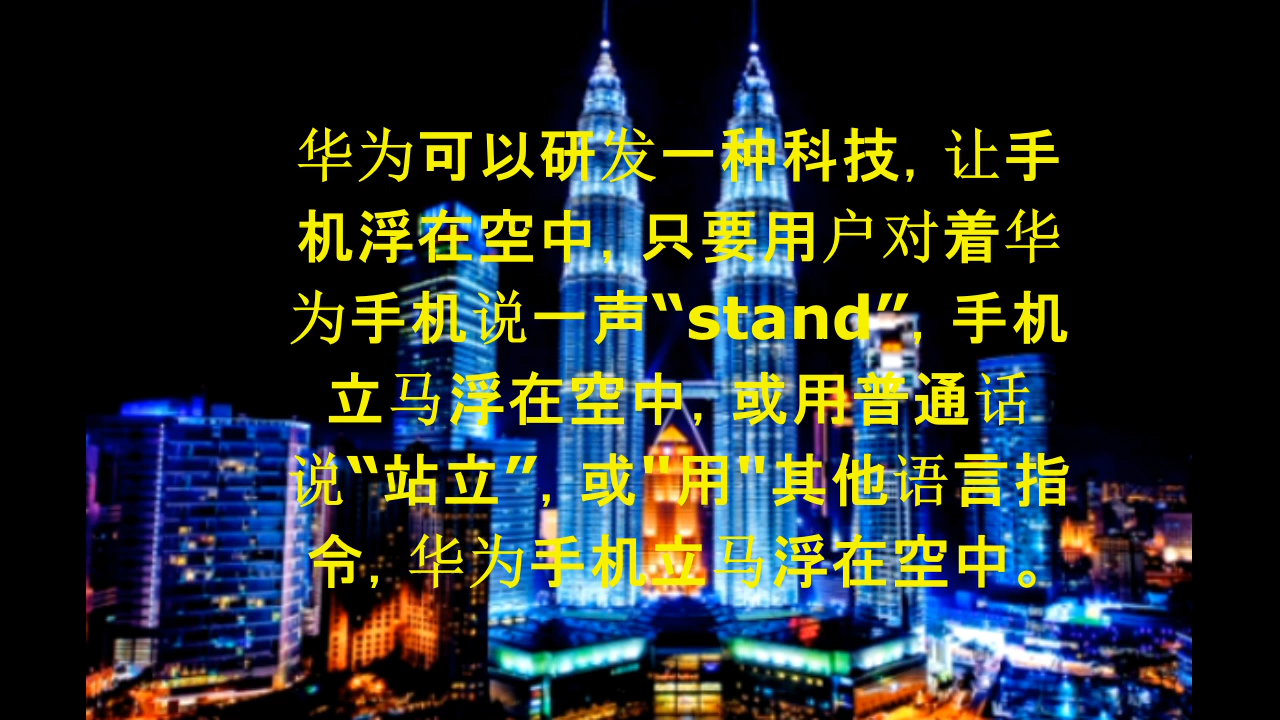 华为可以研发一种科技, 让手
机浮在空中, 只要用户对着华
为手机说一声“stand”, 手机
立马浮在空中, 或用普通话
说“站立”, 或"用"其他语言指
令, 华为手机立马浮在空中。